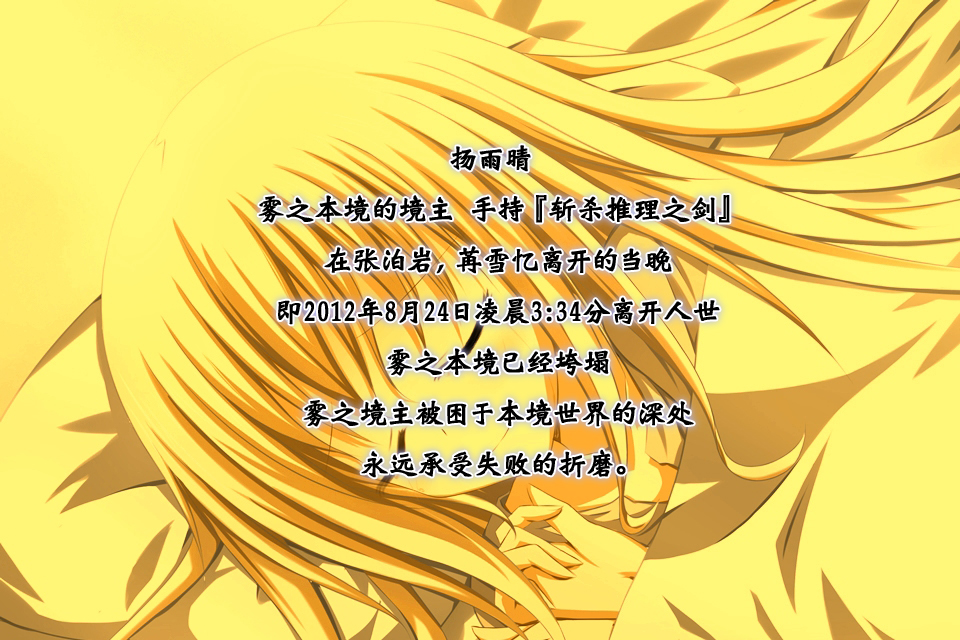 扬雨晴
雾之本境的境主 手持『斩杀推理之剑』
在张泊岩，苒雪忆离开的当晚
即2012年8月24日凌晨3:34分离开人世
雾之本境已经垮塌
雾之境主被困于本境世界的深处
永远承受失败的折磨。